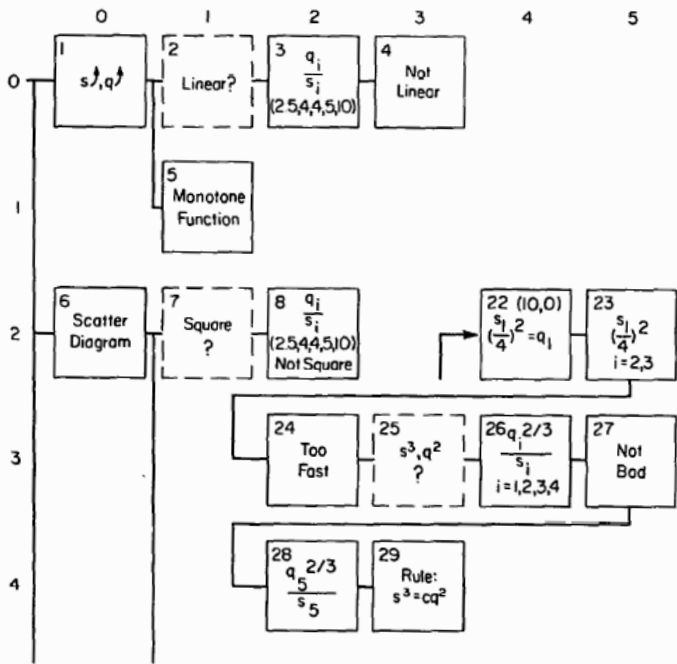 0 1 2 3 4 5
0
1
s⤴, q⤴
2
Linear?
3
q_i
s_i
(2.5,4,4,5,10)
4
Not
Linear
1
5
Monotone
Function
2
6
Scatter
Diagram
7
Square
?
8
q_i
s_i
(2.5,4,4,5,10)
Not Square
22 (10,0)
(s_1/4)^2 = q_1
23
(s_i/4)^2
i = 2,3
3
24
Too
Fast
25
s^3, q^2
?
26 q_i^2/3
s_i
i = 1,2,3,4
27
Not
Bad
4
28
q_5^2/3
s_5
29
Rule:
s^3 = cq^2